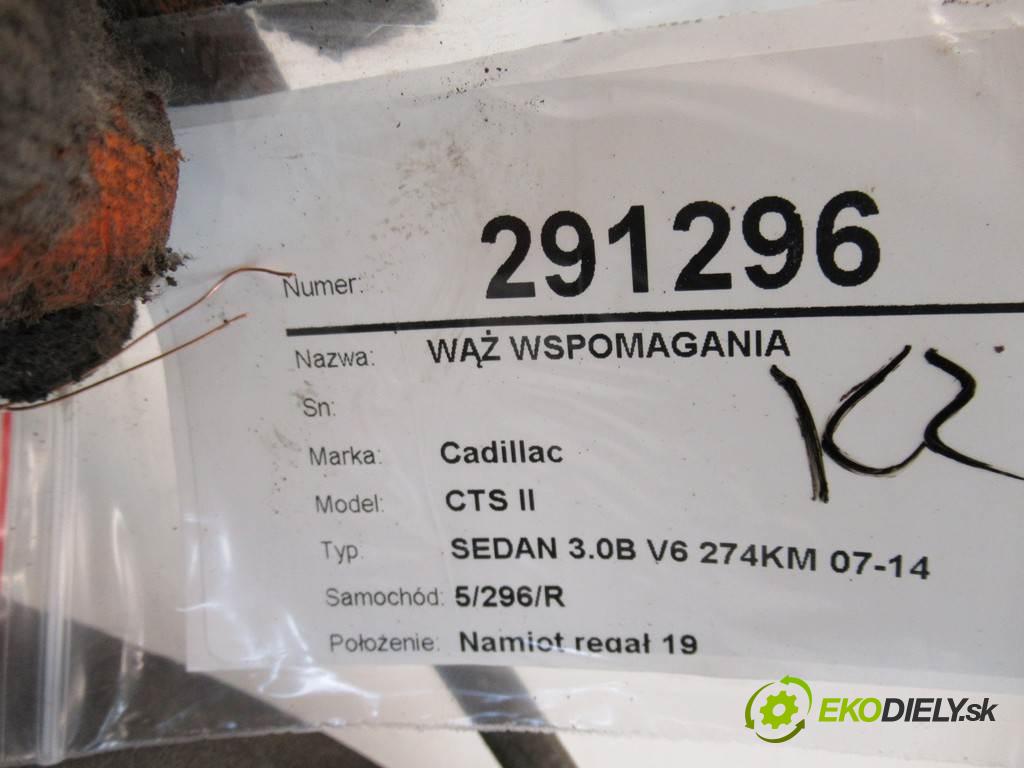 Numer: 291296
Nazwa: WĄŻ WSPOMAGANIA
Sn:
Marka: Cadillac
Model: CTS II
Typ: SEDAN 3.0B V6 274KM 07-14
Samochód: 5/296/R
Położenie: Namiot regał 19
EKODIELY.sk